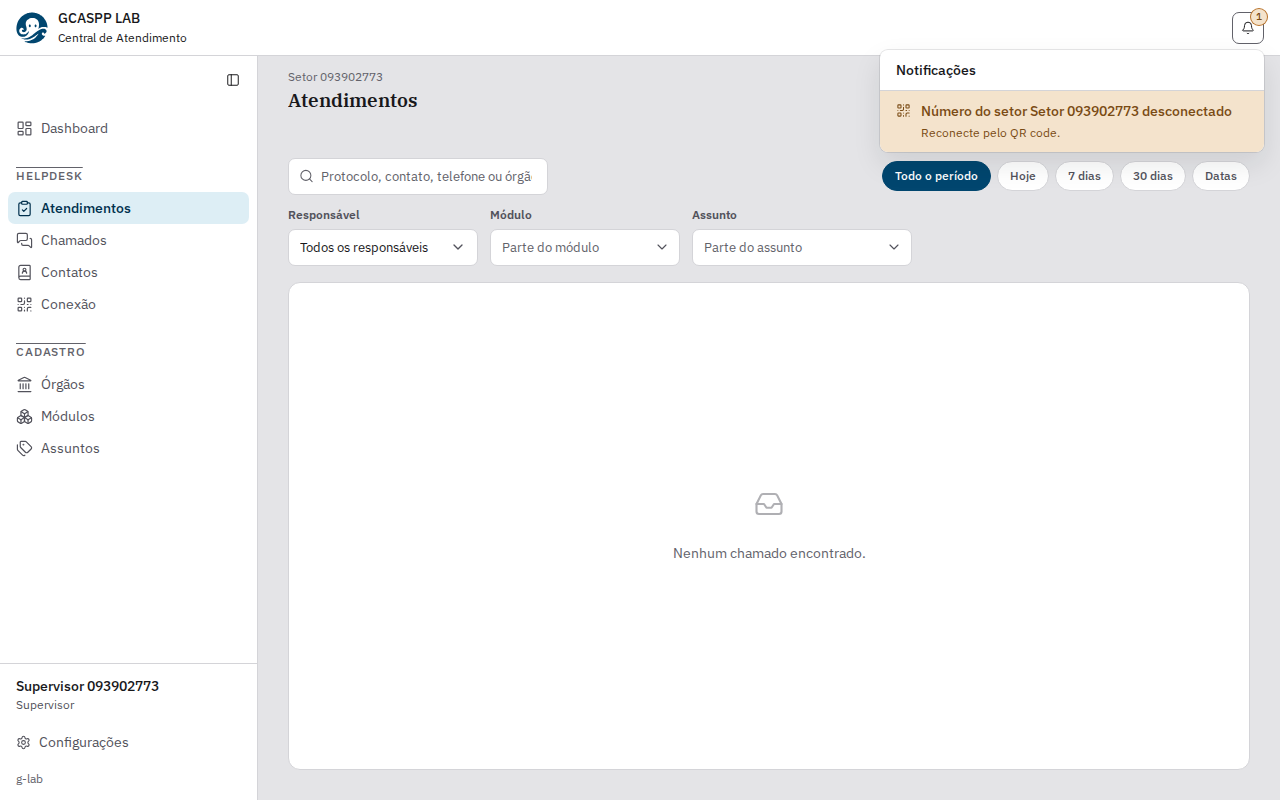 GCASPP LAB
Central de Atendimento
1
Notificações
Número do setor Setor 093902773 desconectado
Reconecte pelo QR code.
Dashboard
HELPDESK
Atendimentos
Chamados
Contatos
Conexão
CADASTRO
Órgãos
Módulos
Assuntos
Supervisor 093902773
Supervisor
Configurações
g-lab
Setor 093902773
Atendimentos
Protocolo, contato, telefone ou órgã
Todo o período
Hoje
7 dias
30 dias
Datas
Responsável
Módulo
Assunto
Todos os responsáveis
Parte do módulo
Parte do assunto
Nenhum chamado encontrado.